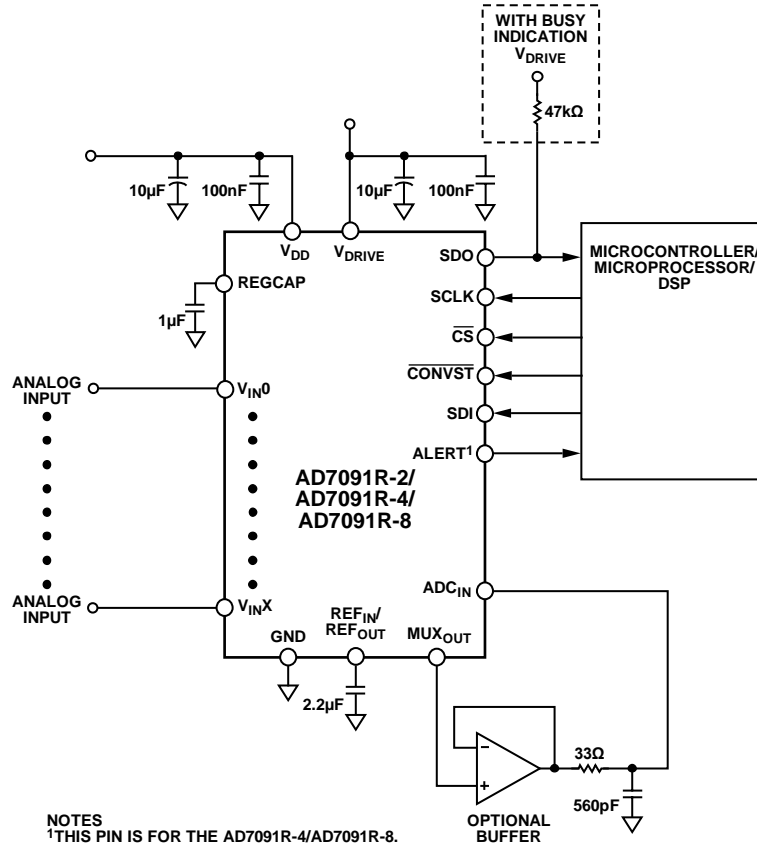 WITH BUSY
INDICATION
VDRIVE
47kΩ
10µF
100nF
10µF
100nF
VDD
VDRIVE
REGCAP
1µF
SDO
SCLK
CS
CONVST
SDI
ALERT1
MICROCONTROLLER/
MICROPROCESSOR/
DSP
ANALOG
INPUT
VIN0
AD7091R-2/
AD7091R-4/
AD7091R-8
ANALOG
INPUT
VINX
ADCIN
GND
REFIN/
REFOUT
MUXOUT
2.2µF
33Ω
560pF
OPTIONAL
BUFFER
NOTES
1THIS PIN IS FOR THE AD7091R-4/AD7091R-8.